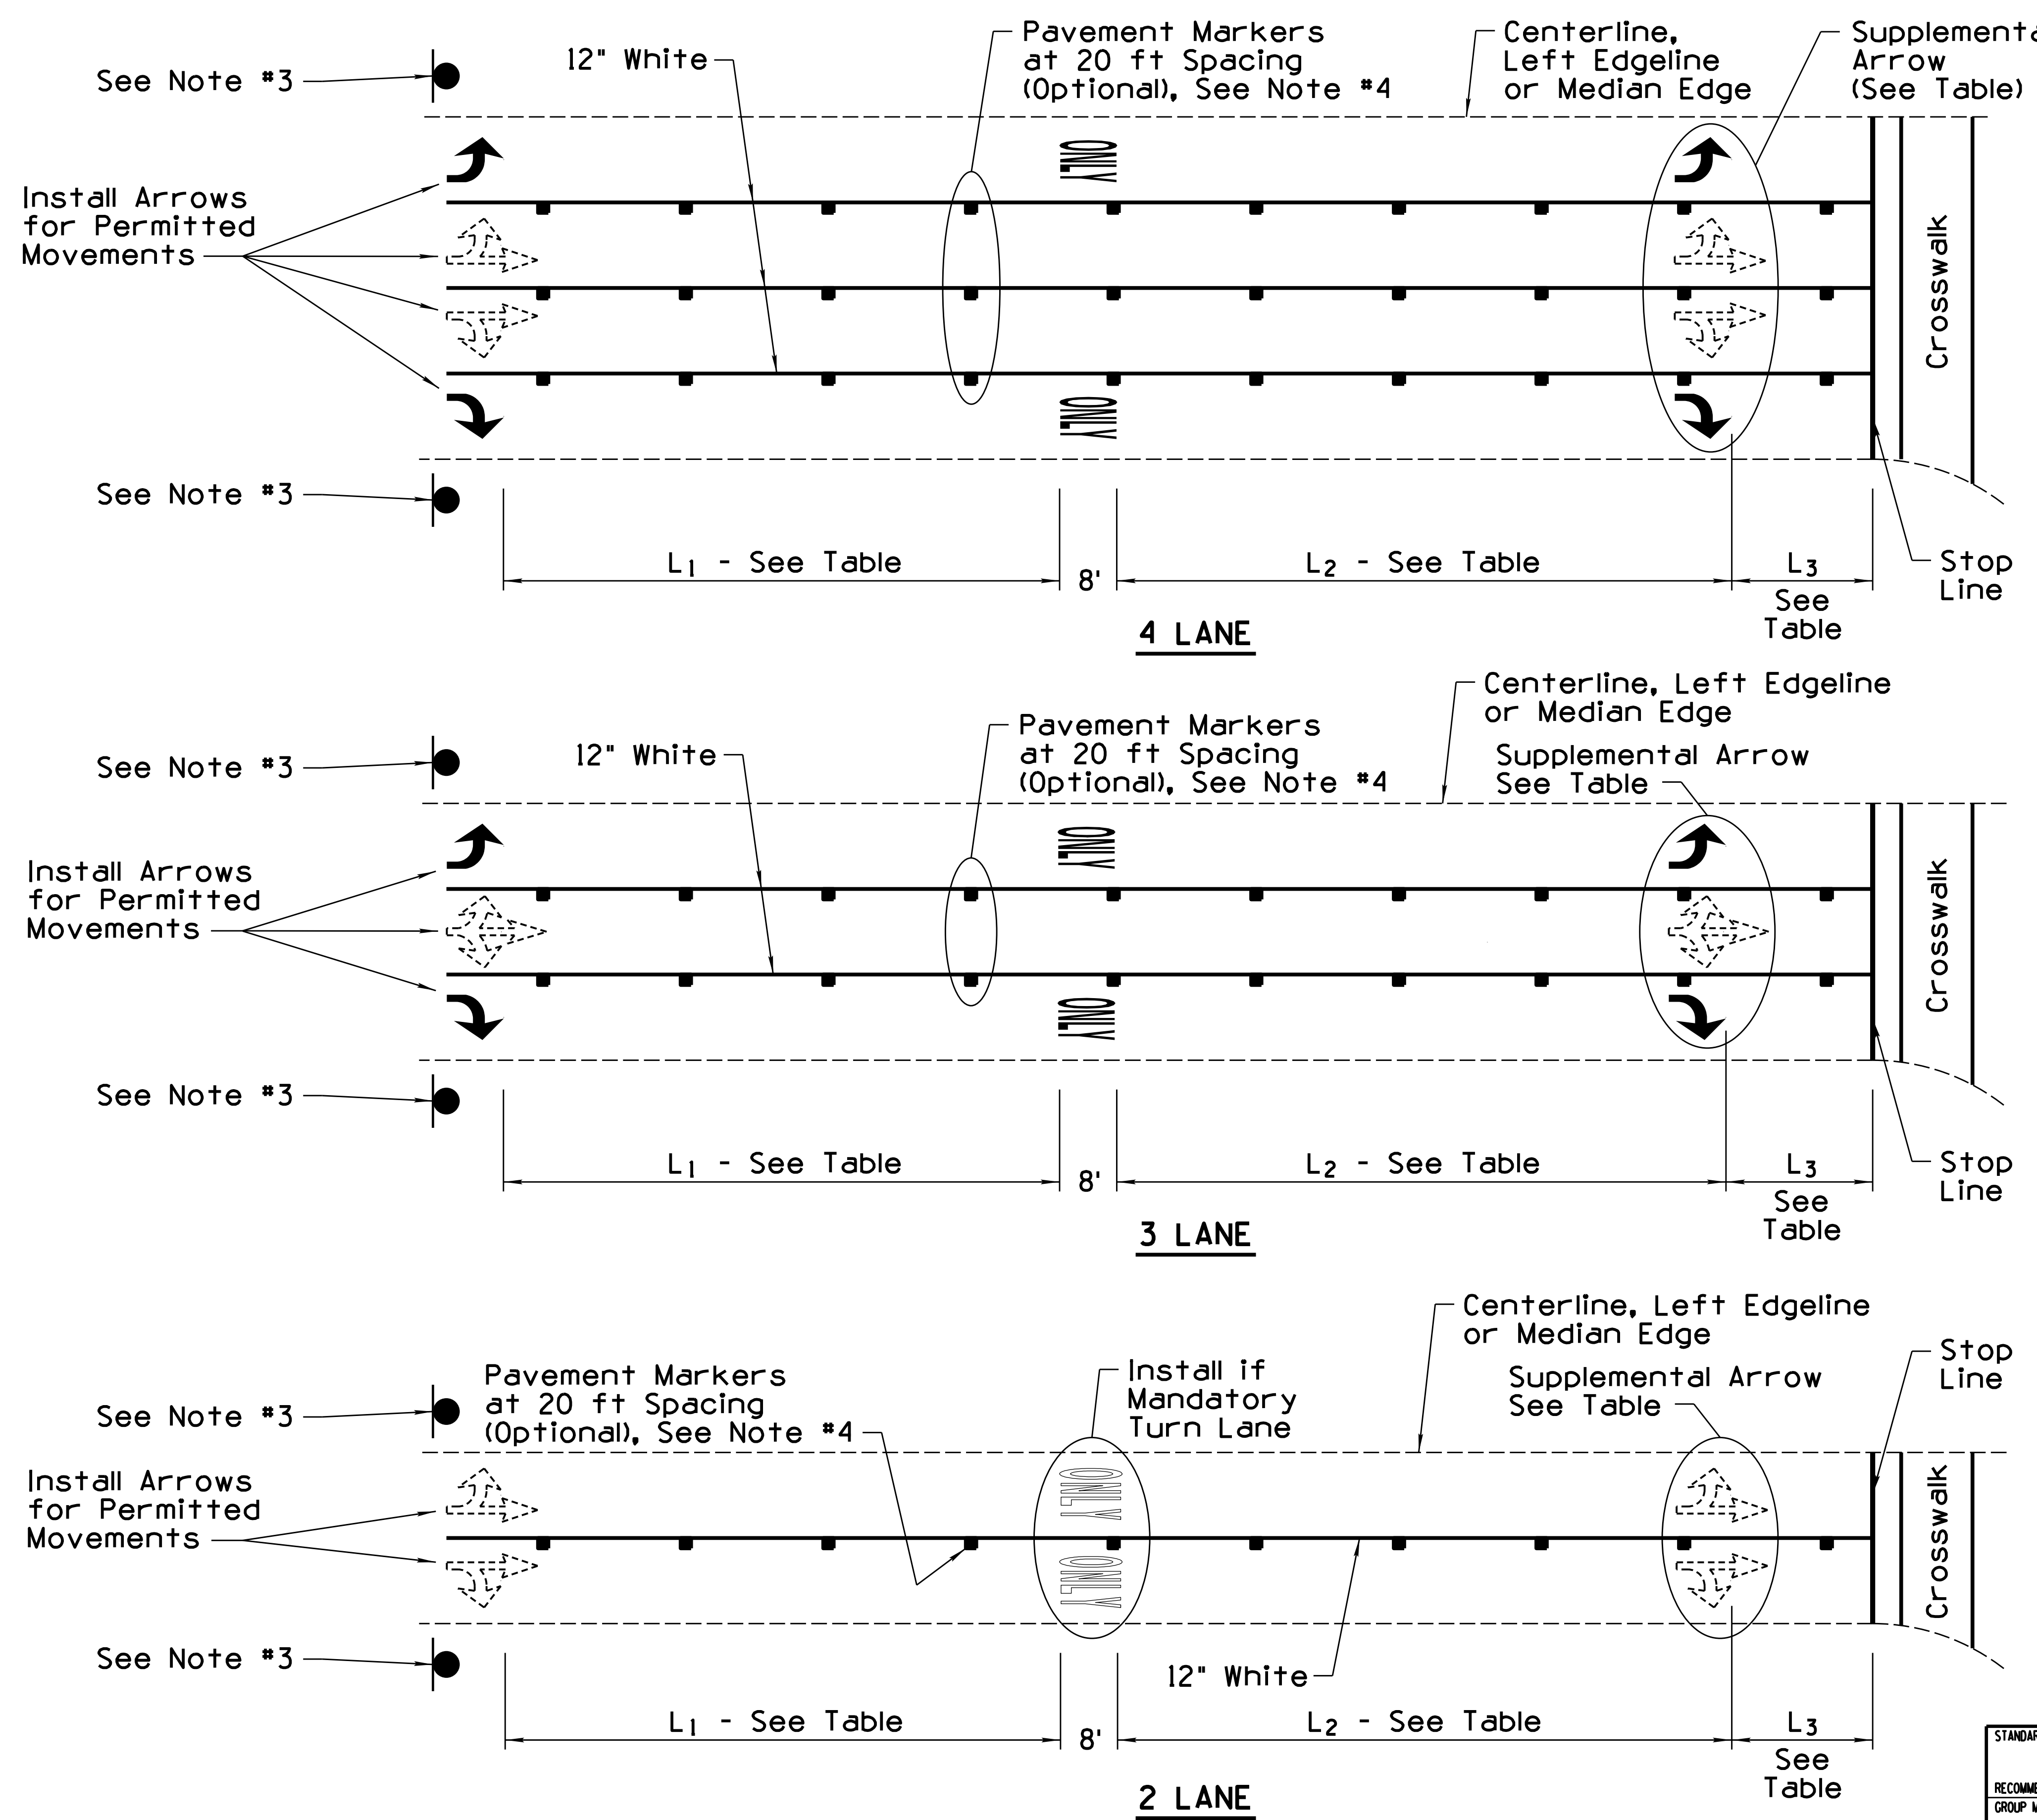 See Note #3
12" White
Pavement Markers
at 20 ft Spacing
(Optional), See Note #4
Centerline,
Left Edgeline
or Median Edge
Arrow
(See Table)
Install Arrows
for Permitted
Movements
ONLY
ONLY
Crosswalk
See Note #3
L1 - See Table
8'
L2 - See Table
L3
See
Table
Stop
Line
4 LANE
Centerline, Left Edgeline
or Median Edge
See Note #3
12" White
Pavement Markers
at 20 ft Spacing
(Optional), See Note #4
Supplemental Arrow
See Table
Install Arrows
for Permitted
Movements
ONLY
ONLY
Crosswalk
See Note #3
L1 - See Table
8'
L2 - See Table
L3
See
Table
Stop
Line
3 LANE
Centerline, Left Edgeline
or Median Edge
See Note #3
Pavement Markers
at 20 ft Spacing
(Optional), See Note #4
Install if
Mandatory
Turn Lane
Supplemental Arrow
See Table
Stop
Line
Install Arrows
for Permitted
Movements
ONLY
ONLY
Crosswalk
See Note #3
12" White
L1 - See Table
8'
L2 - See Table
L3
See
Table
2 LANE